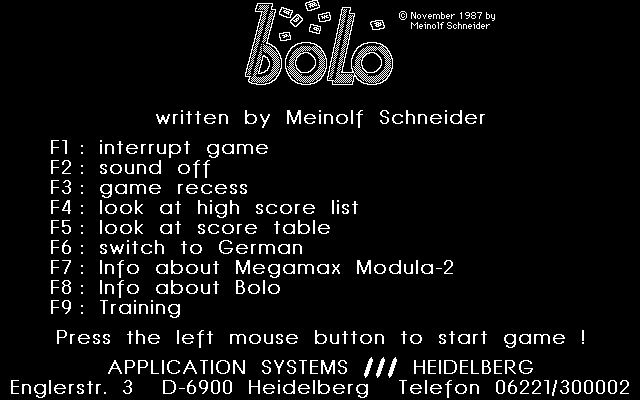 bolo
© November 1987 by
Meinolf Schneider
written by Meinolf Schneider
F1 : interrupt game
F2 : sound off
F3 : game recess
F4 : look at high score list
F5 : look at score table
F6 : switch to German
F7 : Info about Megamax Modula-2
F8 : Info about Bolo
F9 : Training
Press the left mouse button to start game !
APPLICATION SYSTEMS /// HEIDELBERG
Englerstr. 3 D-6900 Heidelberg Telefon 06221/300002